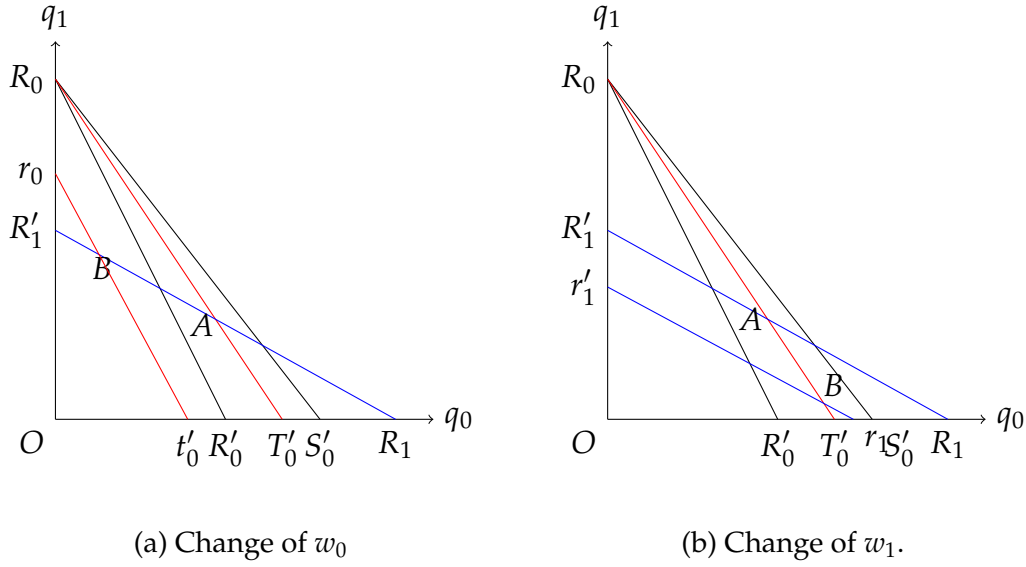 q₁
R₀
r₀
R′₁
B
A
O
t′₀ R′₀ T′₀ S′₀ R₁
q₀
(a) Change of w₀
q₁
R₀
R′₁
r′₁
A
B
O
R′₀ T′₀ r₁ S′₀ R₁
q₀
(b) Change of w₁.